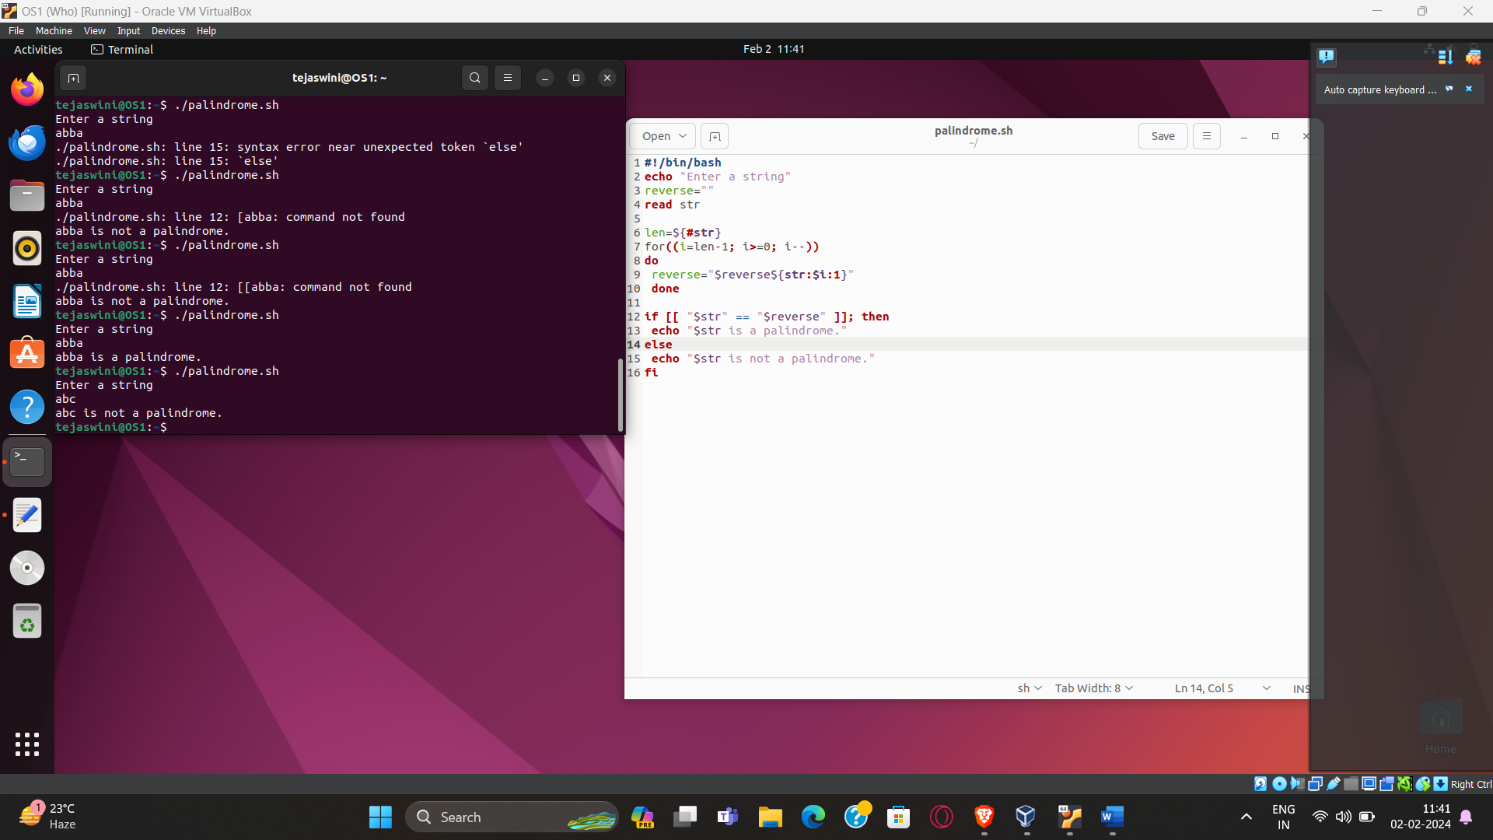 OS1 (Who) [Running] - Oracle VM VirtualBox
File Machine View Input Devices Help
Activities Terminal Feb 2 11:41
tejaswini@OS1: ~
tejaswini@OS1:~$ ./palindrome.sh
Enter a string
abba
./palindrome.sh: line 15: syntax error near unexpected token `else'
./palindrome.sh: line 15: `else'
tejaswini@OS1:~$ ./palindrome.sh
Enter a string
abba
./palindrome.sh: line 12: [abba: command not found
abba is not a palindrome.
tejaswini@OS1:~$ ./palindrome.sh
Enter a string
abba
./palindrome.sh: line 12: [[abba: command not found
abba is not a palindrome.
tejaswini@OS1:~$ ./palindrome.sh
Enter a string
abba
abba is a palindrome.
tejaswini@OS1:~$ ./palindrome.sh
Enter a string
abc
abc is not a palindrome.
tejaswini@OS1:~$
Open palindrome.sh Save
~/
1 #!/bin/bash
2 echo "Enter a string"
3 reverse=""
4 read str
5
6 len=${#str}
7 for((i=len-1; i>=0; i--))
8 do
9  reverse="$reverse${str:$i:1}"
10  done
11
12 if [[ "$str" == "$reverse" ]]; then
13  echo "$str is a palindrome."
14 else
15  echo "$str is not a palindrome."
16 fi
sh Tab Width: 8 Ln 14, Col 5 INS
Auto capture keyboard ...
Home
Right Ctrl
1 23°C
Haze
Search
PRE
ENG
IN
11:41
02-02-2024